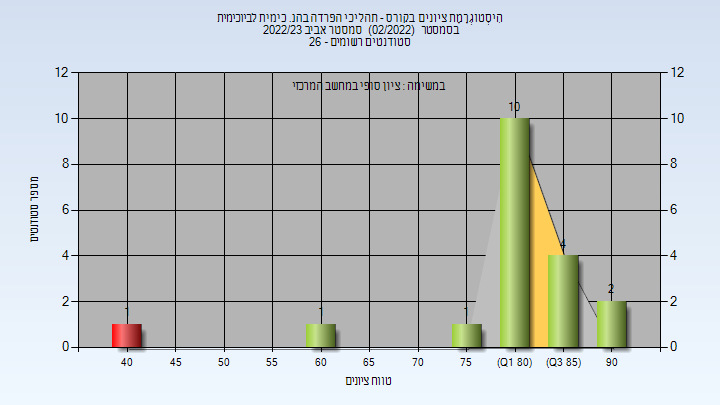 היסטוגרמת ציונים בקורס - תהליכי הפרדה בהנ. כימית לביוכימית
בסמסטר (02/2022) סמסטר אביב 2022/23
סטודנטים רשומים - 26
במשימה : ציון סופי במחשב המרכזי
12 12
10 10
8 8
6 6
4 4
2 2
0 0
מספר סטודנטים
1 1 1 10 4 2
40 45 50 55 60 65 70 75 (Q1 80) (Q3 85) 90
טווח ציונים